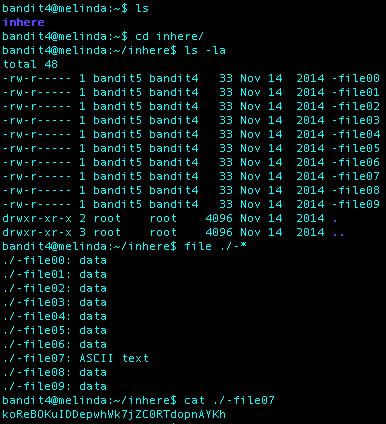 bandit4@melinda:~$ ls
inhere
bandit4@melinda:~$ cd inhere/
bandit4@melinda:~/inhere$ ls -la
total 48
-rw-r----- 1 bandit5 bandit4   33 Nov 14  2014 -file00
-rw-r----- 1 bandit5 bandit4   33 Nov 14  2014 -file01
-rw-r----- 1 bandit5 bandit4   33 Nov 14  2014 -file02
-rw-r----- 1 bandit5 bandit4   33 Nov 14  2014 -file03
-rw-r----- 1 bandit5 bandit4   33 Nov 14  2014 -file04
-rw-r----- 1 bandit5 bandit4   33 Nov 14  2014 -file05
-rw-r----- 1 bandit5 bandit4   33 Nov 14  2014 -file06
-rw-r----- 1 bandit5 bandit4   33 Nov 14  2014 -file07
-rw-r----- 1 bandit5 bandit4   33 Nov 14  2014 -file08
-rw-r----- 1 bandit5 bandit4   33 Nov 14  2014 -file09
drwxr-xr-x 2 root    root    4096 Nov 14  2014 .
drwxr-xr-x 3 root    root    4096 Nov 14  2014 ..
bandit4@melinda:~/inhere$ file ./-*
./-file00: data
./-file01: data
./-file02: data
./-file03: data
./-file04: data
./-file05: data
./-file06: data
./-file07: ASCII text
./-file08: data
./-file09: data
bandit4@melinda:~/inhere$ cat ./-file07
koReBOKuIDDepwhWk7jZC0RTdopnAYKh